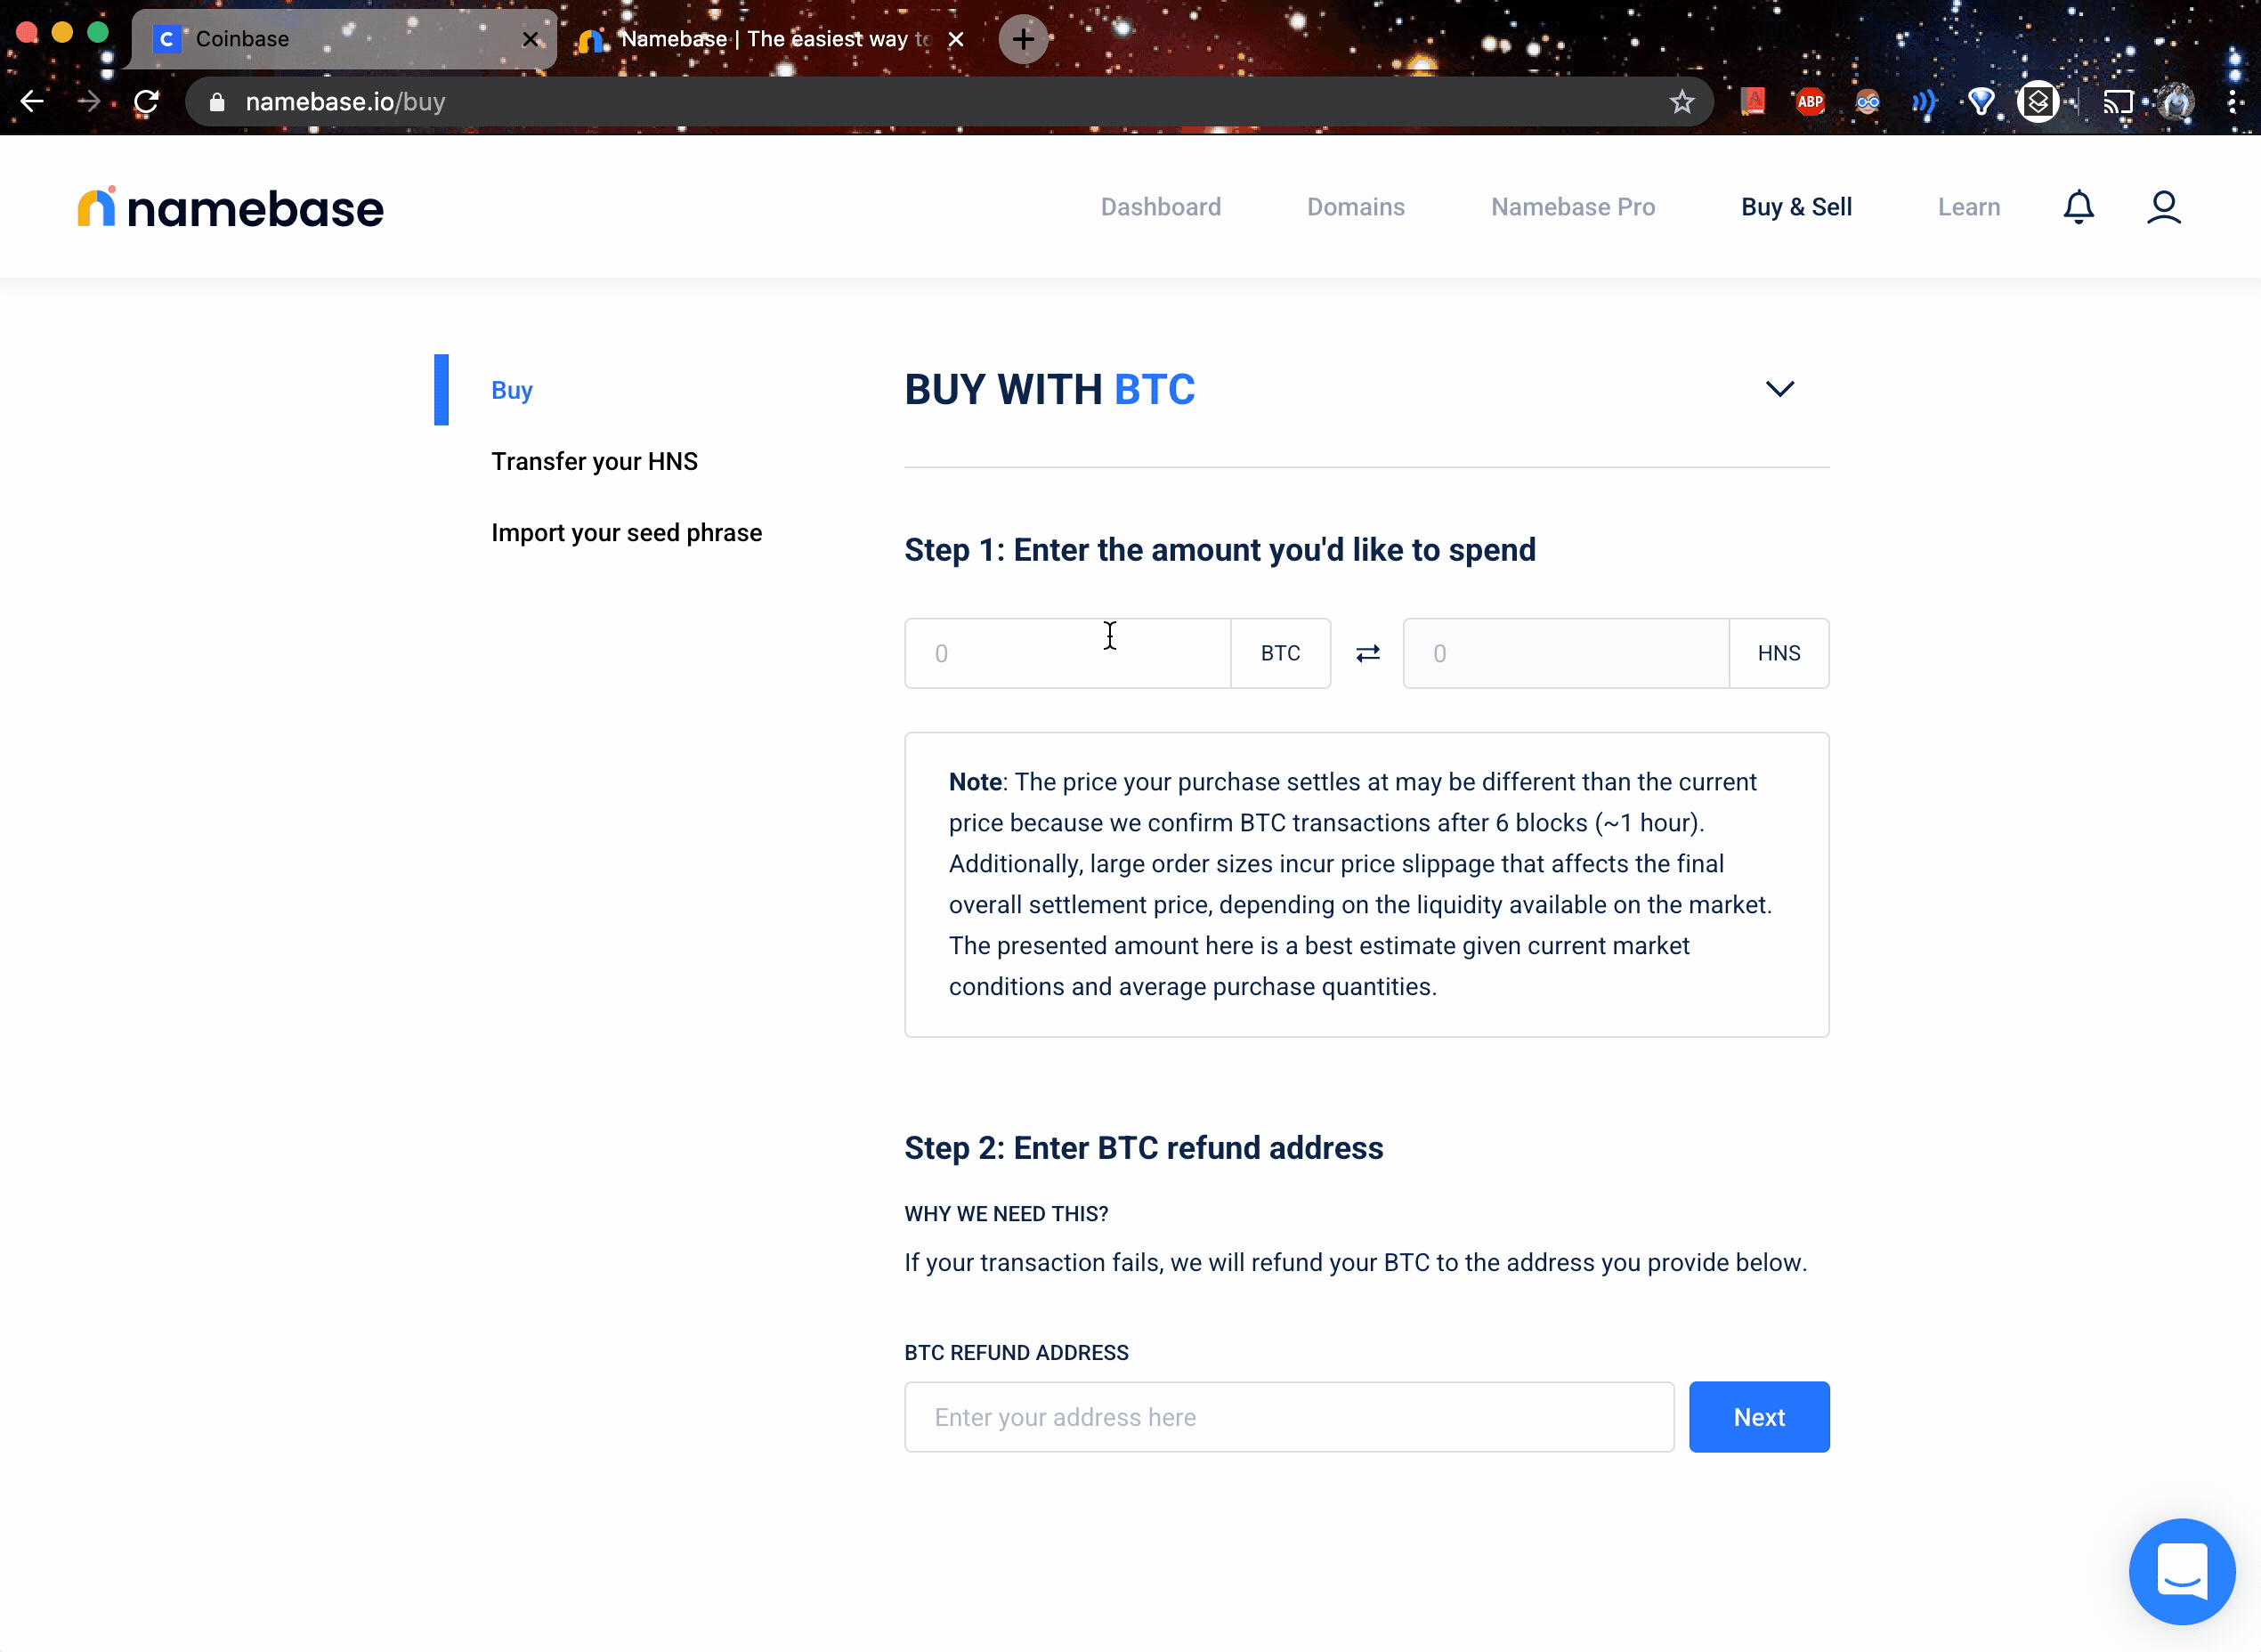 Coinbase
Namebase | The easiest way to
namebase.io/buy
ABP
namebase
Dashboard
Domains
Namebase Pro
Buy & Sell
Learn
Buy
Transfer your HNS
Import your seed phrase
BUY WITH BTC
Step 1: Enter the amount you'd like to spend
0
BTC
0
HNS
Note: The price your purchase settles at may be different than the current
price because we confirm BTC transactions after 6 blocks (~1 hour).
Additionally, large order sizes incur price slippage that affects the final
overall settlement price, depending on the liquidity available on the market.
The presented amount here is a best estimate given current market
conditions and average purchase quantities.
Step 2: Enter BTC refund address
WHY WE NEED THIS?
If your transaction fails, we will refund your BTC to the address you provide below.
BTC REFUND ADDRESS
Enter your address here
Next